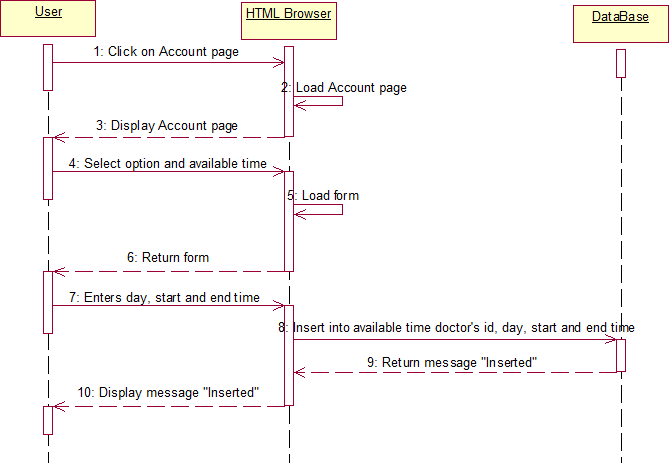 User
HTML Browser
DataBase
1: Click on Account page
2: Load Account page
3: Display Account page
4: Select option and available time
5: Load form
6: Return form
7: Enters day, start and end time
8: Insert into available time doctor's id, day, start and end time
9: Return message "Inserted"
10: Display message "Inserted"